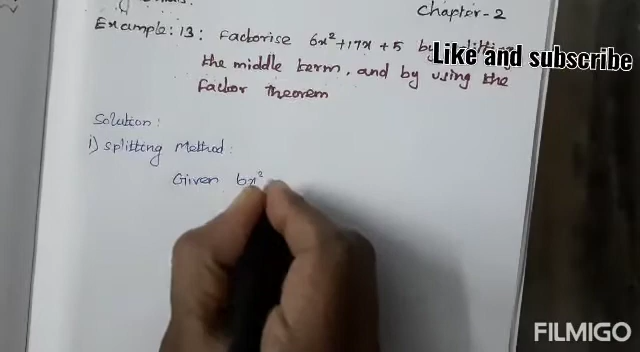 Chapter-2
Example: 13: Factorise 6x²+17x+5 by
Like and subscribe
the middle term, and by using the
factor theorem
Solution:
i) Splitting Method:
Given 6x²
FILMIGO